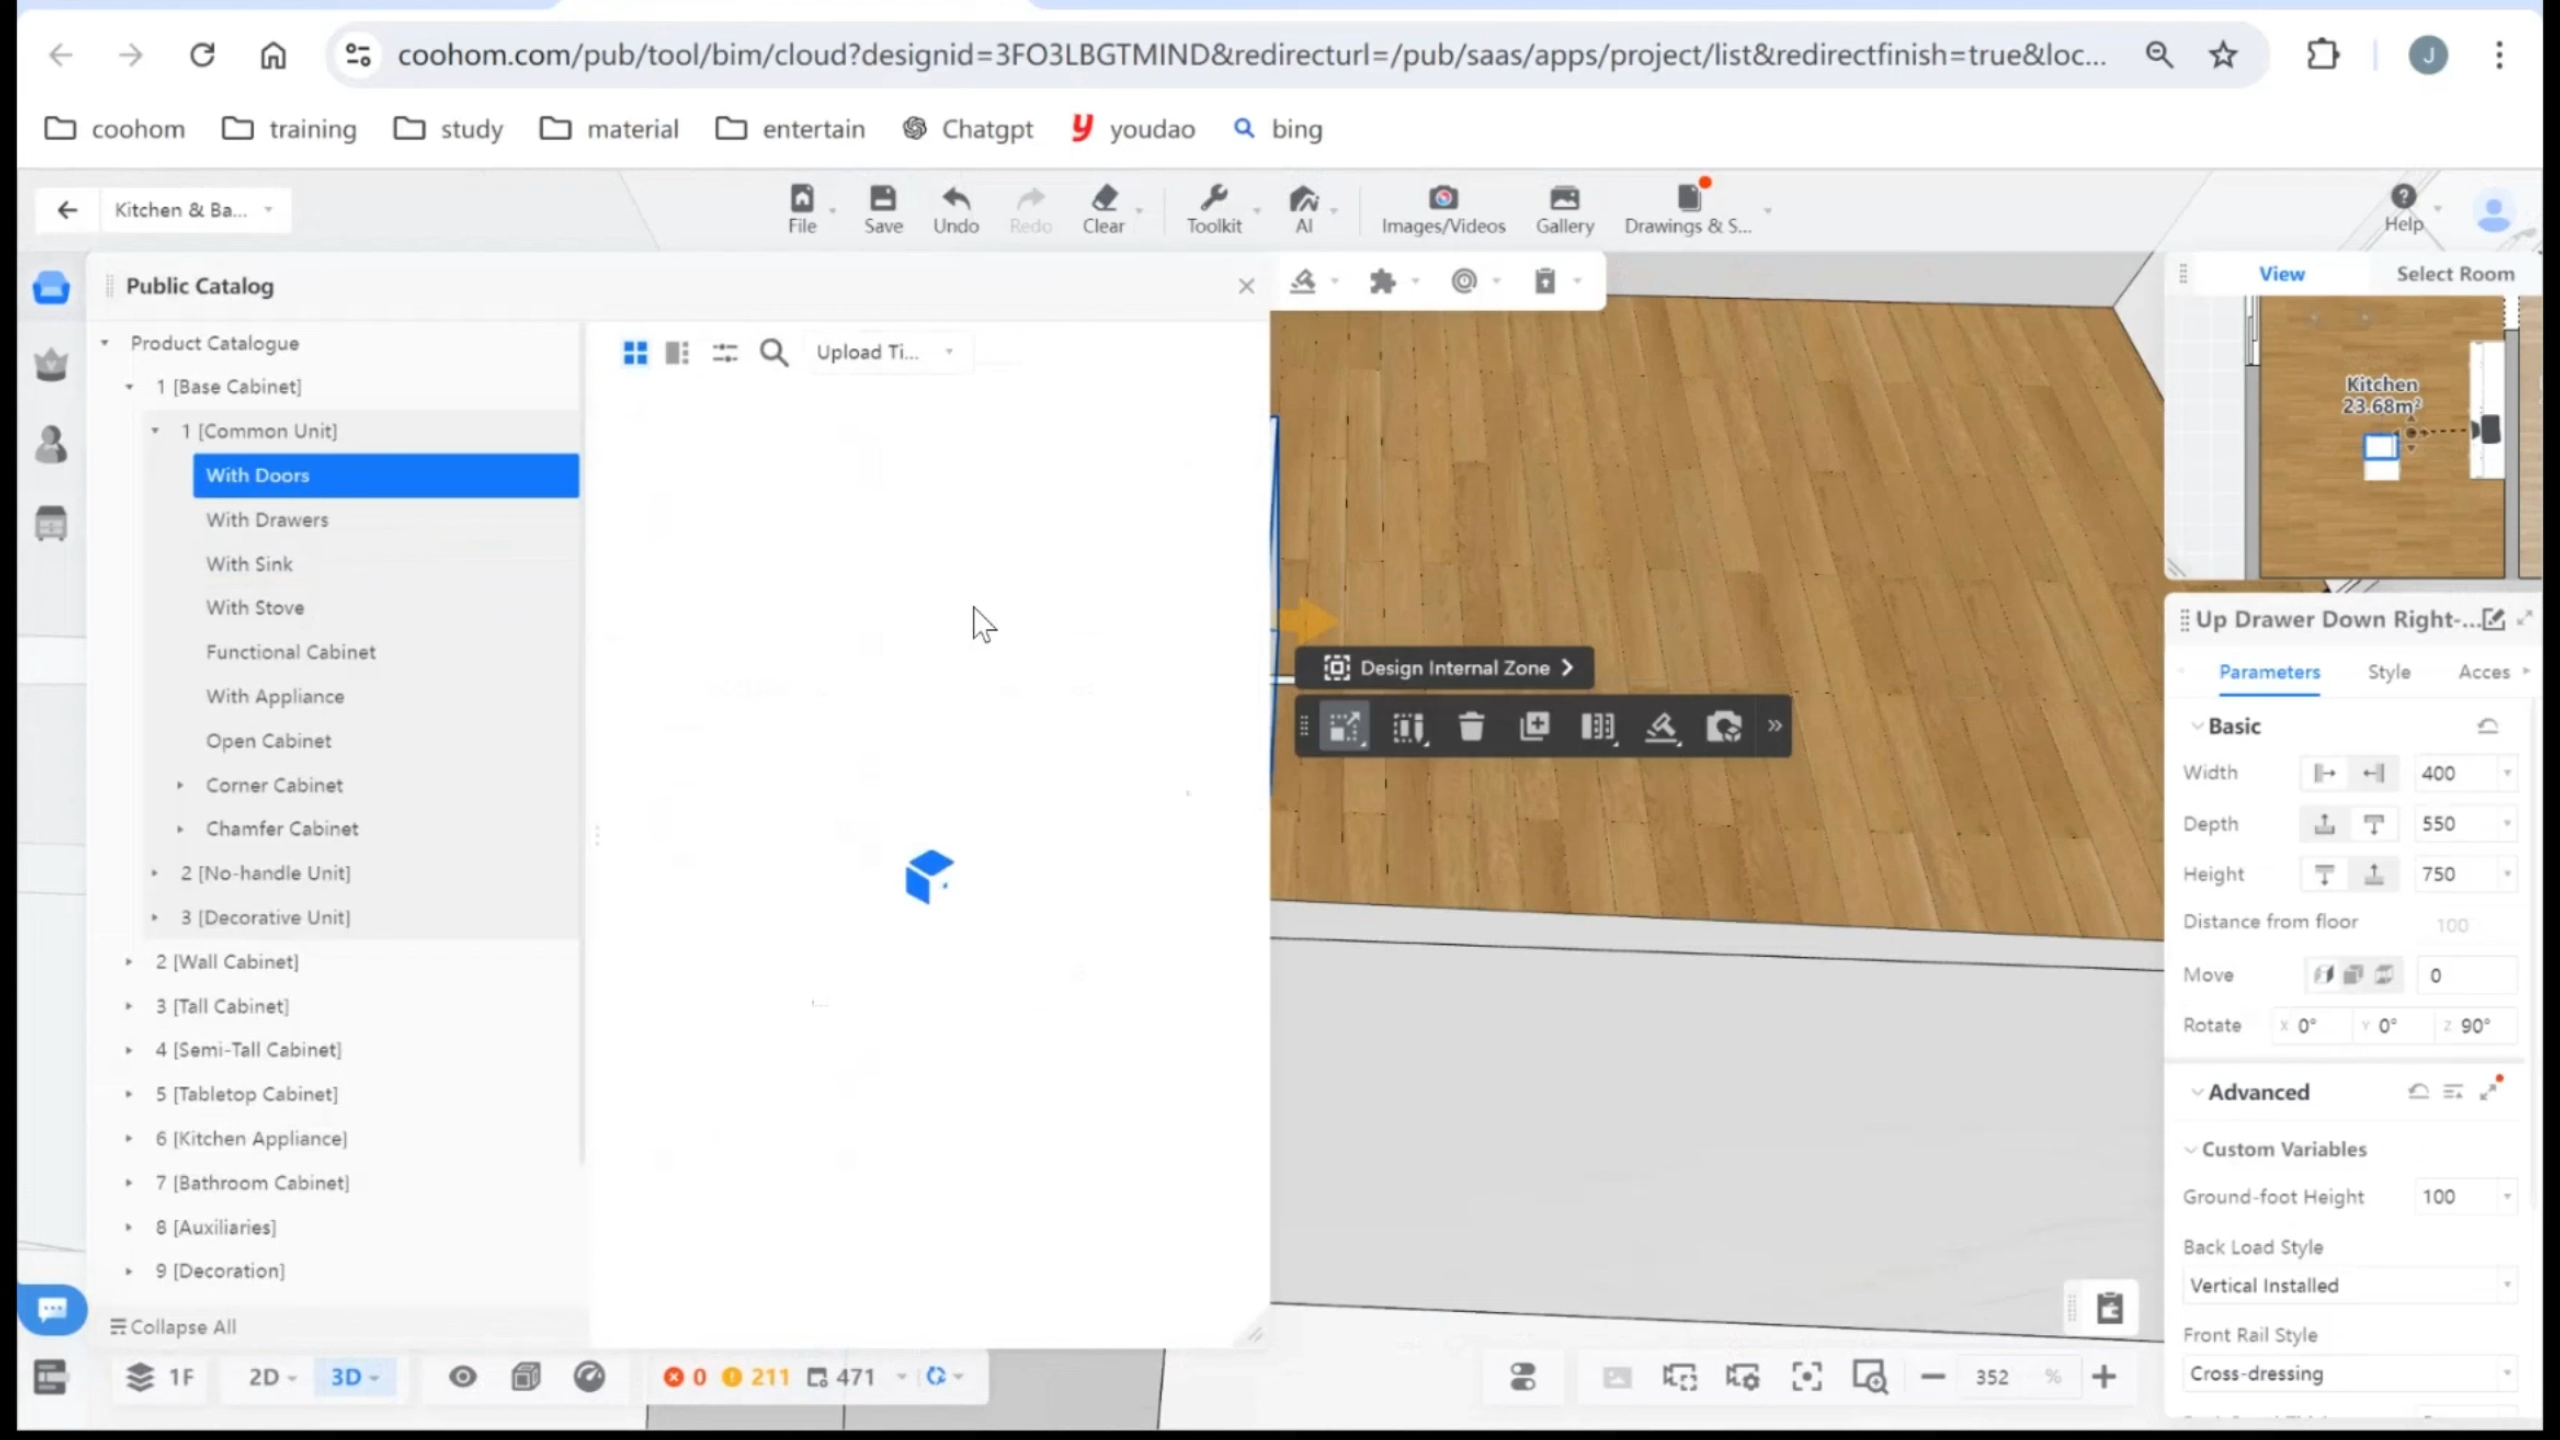 coohom.com/pub/tool/bim/cloud?designid=3FO3LBGTMIND&redirecturl=/pub/saas/apps/project/list&redirectfinish=true&loc...
J
coohom training study material entertain Chatgpt youdao bing
Kitchen & Ba...
File Save Undo Redo Clear Toolkit AI Images/Videos Gallery Drawings & S... Help
Public Catalog
Product Catalogue
1 [Base Cabinet]
1 [Common Unit]
With Doors
With Drawers
With Sink
With Stove
Functional Cabinet
With Appliance
Open Cabinet
Corner Cabinet
Chamfer Cabinet
2 [No-handle Unit]
3 [Decorative Unit]
2 [Wall Cabinet]
3 [Tall Cabinet]
4 [Semi-Tall Cabinet]
5 [Tabletop Cabinet]
6 [Kitchen Appliance]
7 [Bathroom Cabinet]
8 [Auxiliaries]
9 [Decoration]
Collapse All
Upload Ti...
Design Internal Zone
View Select Room
Kitchen
23.68m²
Up Drawer Down Right-...
Parameters Style Acces
Basic
Width 400
Depth 550
Height 750
Distance from floor 100
Move 0
Rotate X 0° Y 0° Z 90°
Advanced
Custom Variables
Ground-foot Height 100
Back Load Style
Vertical Installed
Front Rail Style
Cross-dressing
1F 2D 3D 0 211 471 352 %